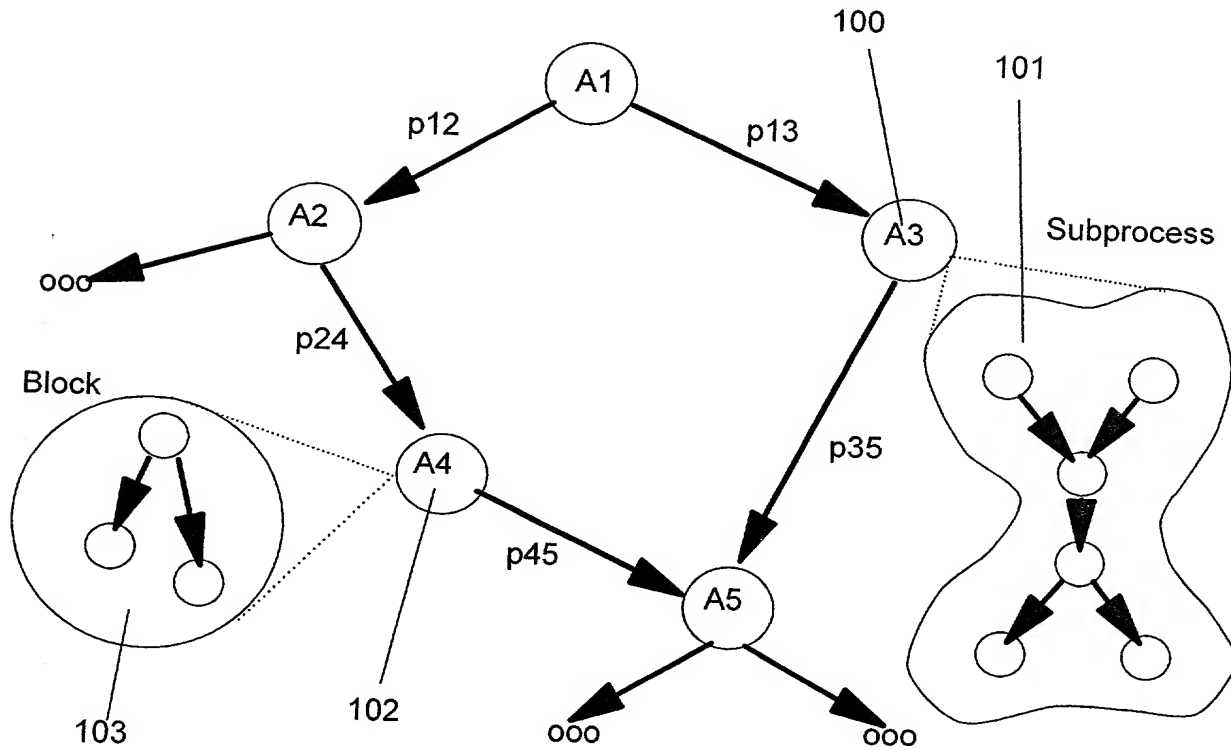 100
101
A1
p12
p13
A2
A3
Subprocess
ooo
p24
Block
A4
p35
p45
A5
103
102
ooo
ooo